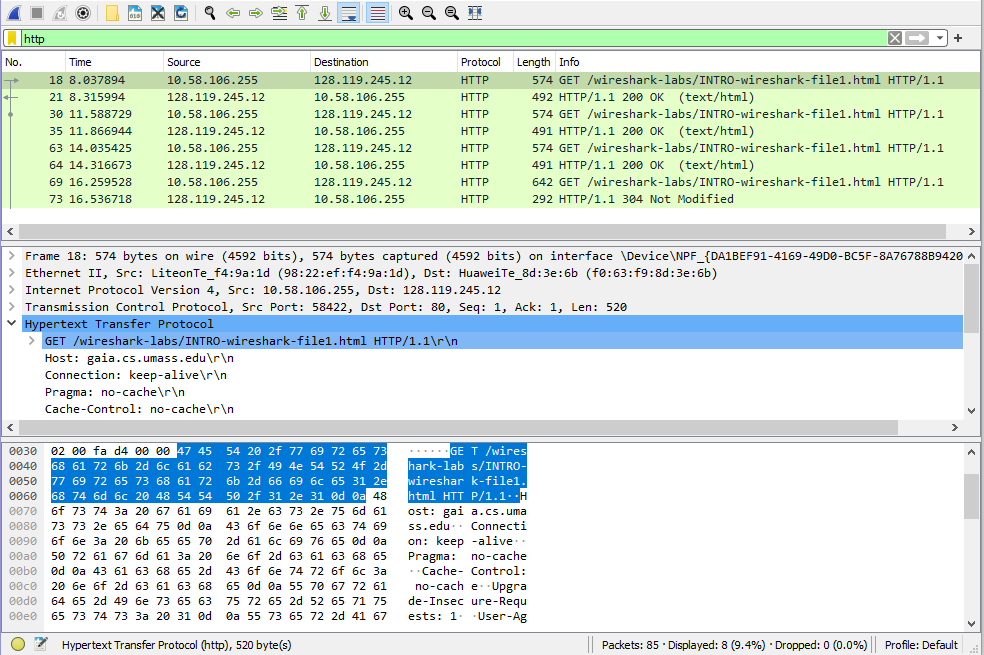 http
No. Time Source Destination Protocol Length Info
18 8.037894 10.58.106.255 128.119.245.12 HTTP 574 GET /wireshark-labs/INTRO-wireshark-file1.html HTTP/1.1
21 8.315994 128.119.245.12 10.58.106.255 HTTP 492 HTTP/1.1 200 OK (text/html)
30 11.588729 10.58.106.255 128.119.245.12 HTTP 574 GET /wireshark-labs/INTRO-wireshark-file1.html HTTP/1.1
35 11.866944 128.119.245.12 10.58.106.255 HTTP 491 HTTP/1.1 200 OK (text/html)
63 14.035425 10.58.106.255 128.119.245.12 HTTP 574 GET /wireshark-labs/INTRO-wireshark-file1.html HTTP/1.1
64 14.316673 128.119.245.12 10.58.106.255 HTTP 491 HTTP/1.1 200 OK (text/html)
69 16.259528 10.58.106.255 128.119.245.12 HTTP 642 GET /wireshark-labs/INTRO-wireshark-file1.html HTTP/1.1
73 16.536718 128.119.245.12 10.58.106.255 HTTP 292 HTTP/1.1 304 Not Modified
Frame 18: 574 bytes on wire (4592 bits), 574 bytes captured (4592 bits) on interface \Device\NPF_{DA1BEF91-4169-49D0-BC5F-8A76788B9420
Ethernet II, Src: LiteonTe_f4:9a:1d (98:22:ef:f4:9a:1d), Dst: HuaweiTe_8d:3e:6b (f0:63:f9:8d:3e:6b)
Internet Protocol Version 4, Src: 10.58.106.255, Dst: 128.119.245.12
Transmission Control Protocol, Src Port: 58422, Dst Port: 80, Seq: 1, Ack: 1, Len: 520
Hypertext Transfer Protocol
GET /wireshark-labs/INTRO-wireshark-file1.html HTTP/1.1\r\n
Host: gaia.cs.umass.edu\r\n
Connection: keep-alive\r\n
Pragma: no-cache\r\n
Cache-Control: no-cache\r\n
0030 02 00 fa d4 00 00 47 45 54 20 2f 77 69 72 65 73 ······GE T /wires
0040 68 61 72 6b 2d 6c 61 62 73 2f 49 4e 54 52 4f 2d hark-lab s/INTRO-
0050 77 69 72 65 73 68 61 72 6b 2d 66 69 6c 65 31 2e wireshar k-file1.
0060 68 74 6d 6c 20 48 54 54 50 2f 31 2e 31 0d 0a 48 html HTT P/1.1··H
0070 6f 73 74 3a 20 67 61 69 61 2e 63 73 2e 75 6d 61 ost: gai a.cs.uma
0080 73 73 2e 65 64 75 0d 0a 43 6f 6e 6e 65 63 74 69 ss.edu·· Connecti
0090 6f 6e 3a 20 6b 65 65 70 2d 61 6c 69 76 65 0d 0a on: keep -alive··
00a0 50 72 61 67 6d 61 3a 20 6e 6f 2d 63 61 63 68 65 Pragma: no-cache
00b0 0d 0a 43 61 63 68 65 2d 43 6f 6e 74 72 6f 6c 3a ··Cache- Control:
00c0 20 6e 6f 2d 63 61 63 68 65 0d 0a 55 70 67 72 61 no-cach e··Upgra
00d0 64 65 2d 49 6e 73 65 63 75 72 65 2d 52 65 71 75 de-Insec ure-Requ
00e0 65 73 74 73 3a 20 31 0d 0a 55 73 65 72 2d 41 67 ests: 1· ·User-Ag
Hypertext Transfer Protocol (http), 520 byte(s) Packets: 85 · Displayed: 8 (9.4%) · Dropped: 0 (0.0%) Profile: Default